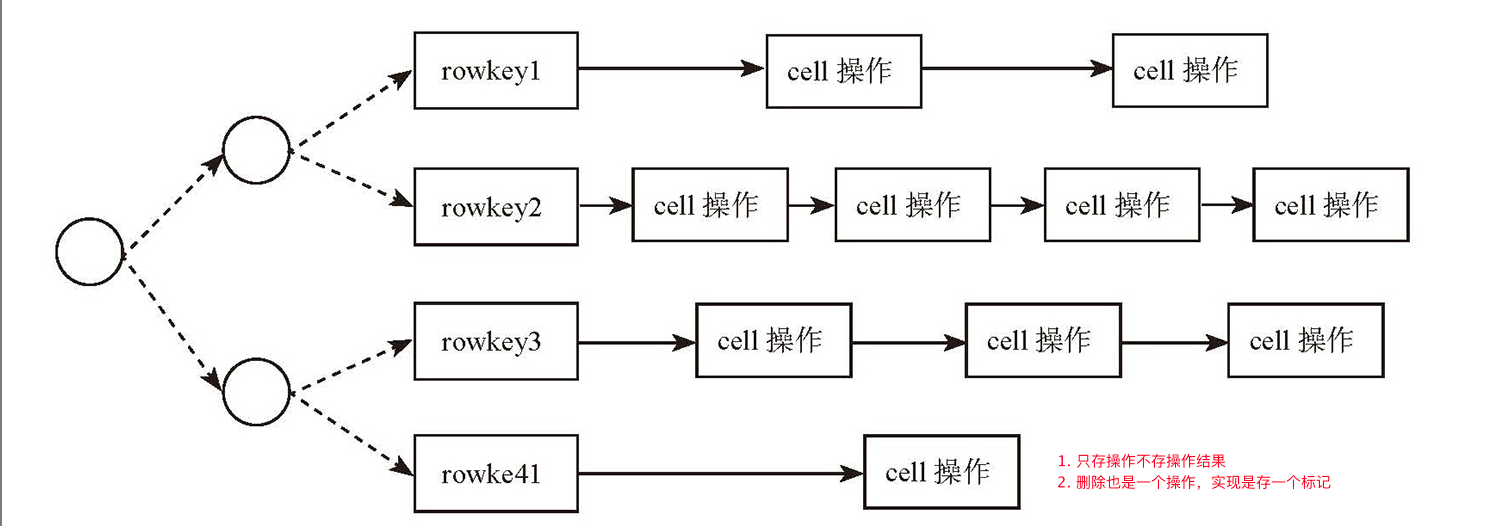 rowkey1 cell 操作 cell 操作
rowkey2 cell 操作 cell 操作 cell 操作 cell 操作
rowkey3 cell 操作 cell 操作 cell 操作
rowke41 cell 操作
1. 只存操作不存操作结果
2. 删除也是一个操作，实现是存一个标记